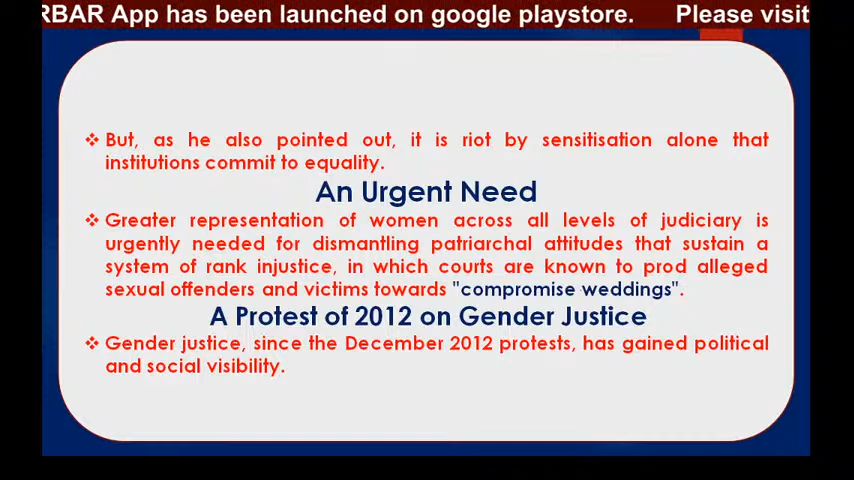 RBAR App has been launched on google playstore. Please visit
❖ But, as he also pointed out, it is riot by sensitisation alone that
institutions commit to equality.
An Urgent Need
❖ Greater representation of women across all levels of judiciary is
urgently needed for dismantling patriarchal attitudes that sustain a
system of rank injustice, in which courts are known to prod alleged
sexual offenders and victims towards "compromise weddings".
A Protest of 2012 on Gender Justice
❖ Gender justice, since the December 2012 protests, has gained political
and social visibility.